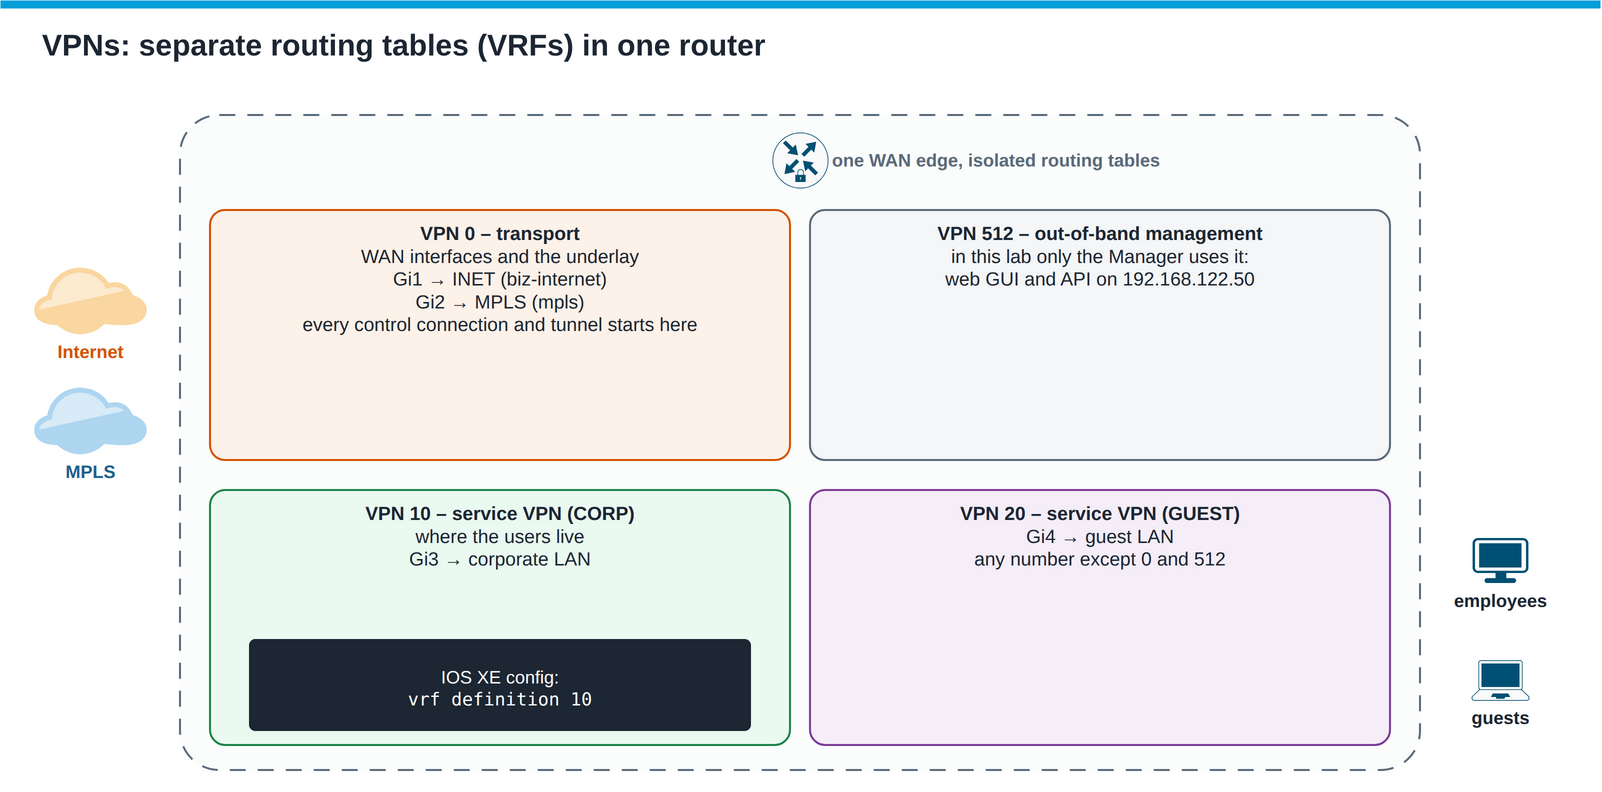 VPNs: separate routing tables (VRFs) in one router
one WAN edge, isolated routing tables
VPN 0 – transport
WAN interfaces and the underlay
Gi1 → INET (biz-internet)
Gi2 → MPLS (mpls)
every control connection and tunnel starts here
VPN 512 – out-of-band management
in this lab only the Manager uses it:
web GUI and API on 192.168.122.50
Internet
MPLS
VPN 10 – service VPN (CORP)
where the users live
Gi3 → corporate LAN
IOS XE config:
vrf definition 10
VPN 20 – service VPN (GUEST)
Gi4 → guest LAN
any number except 0 and 512
employees
guests